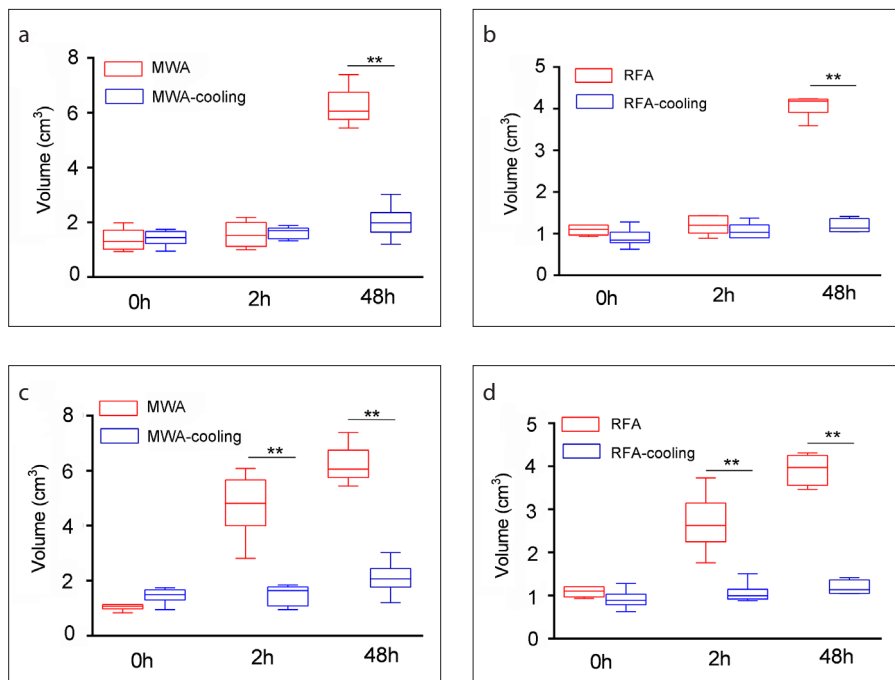 a
MWA
MWA-cooling
**
Volume (cm³)
8
6
4
2
0
0h
2h
48h
b
RFA
RFA-cooling
**
Volume (cm³)
5
4
3
2
1
0
0h
2h
48h
c
MWA
MWA-cooling
**
**
Volume (cm³)
8
6
4
2
0
0h
2h
48h
d
RFA
RFA-cooling
**
**
Volume (cm³)
5
4
3
2
1
0
0h
2h
48h